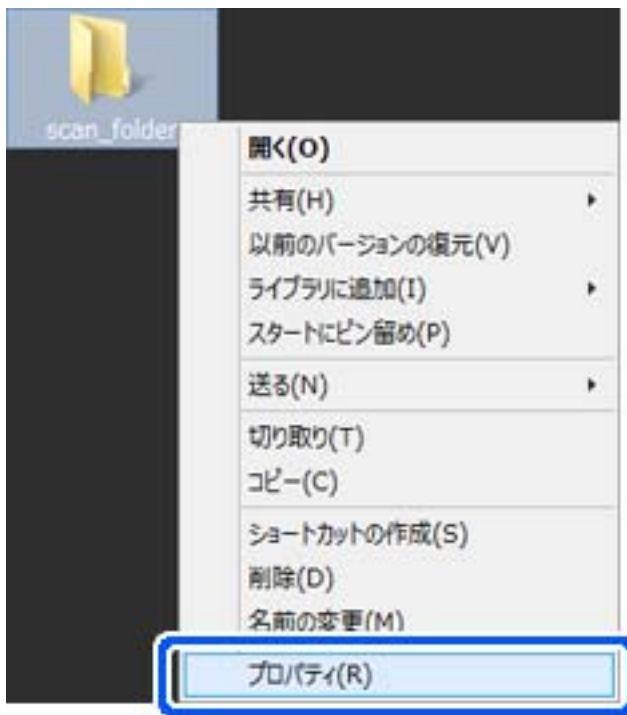 scan_folder
開く(O)
共有(H)
以前のバージョンの復元(V)
ライブラリに追加(I)
スタートにピン留め(P)
送る(N)
切り取り(T)
コピー(C)
ショートカットの作成(S)
削除(D)
名前の変更(M)
プロパティ(R)